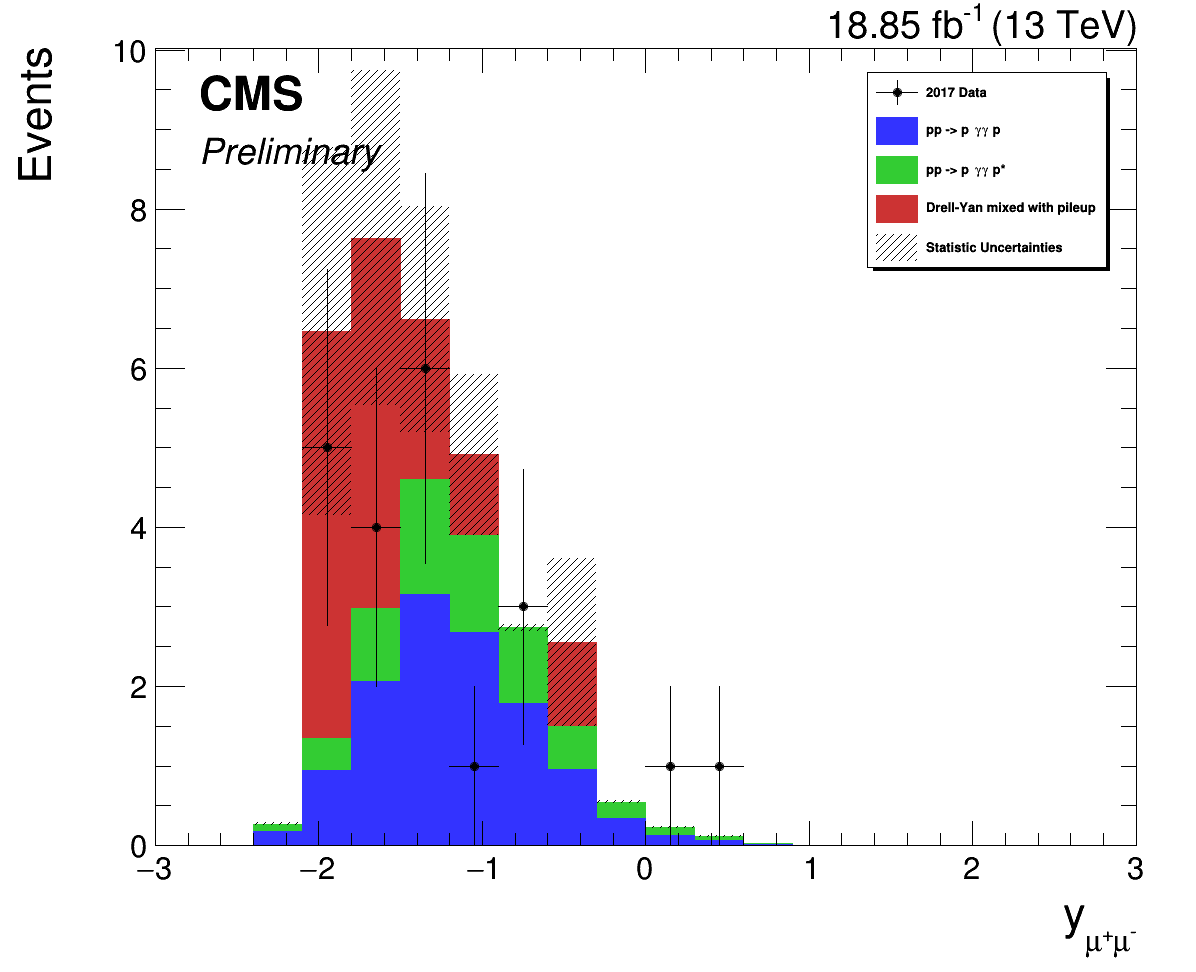 18.85 fb⁻¹ (13 TeV)
Events
CMS
Preliminary
2017 Data
pp -> p γγ p
pp -> p γγ p*
Drell-Yan mixed with pileup
Statistic Uncertainties
10
8
6
4
2
0
−3 −2 −1 0 1 2 3
y μ⁺μ⁻